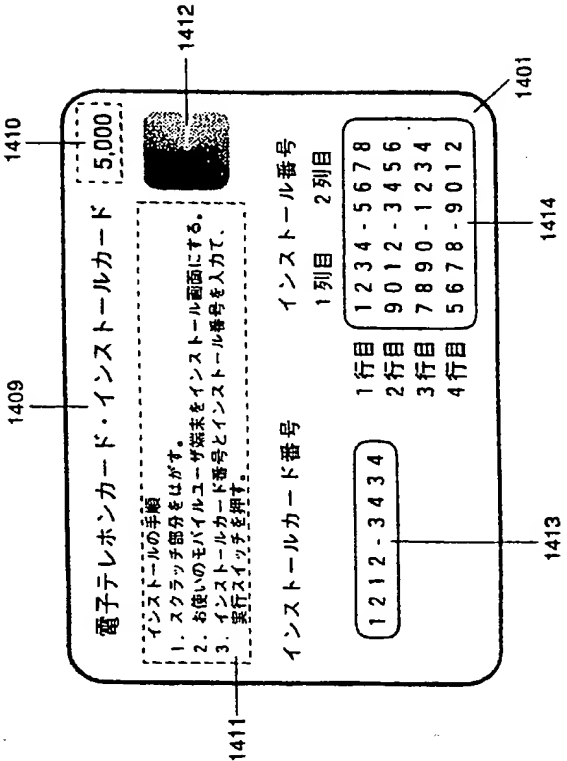 1409
1410
1412
電子テレホンカード・インストールカード
5,000
インストールの手順
1. スクラッチ部分をはがす。
2. お使いのモバイルユーザ端末をインストール画面にする。
3. インストールカード番号とインストール番号を入力て、
実行スイッチを押す。
1411
インストールカード番号
1212-3434
インストール番号
1列目 2列目
1行目 1234-5678
2行目 9012-3456
3行目 7890-1234
4行目 5678-9012
1413
1414
1401